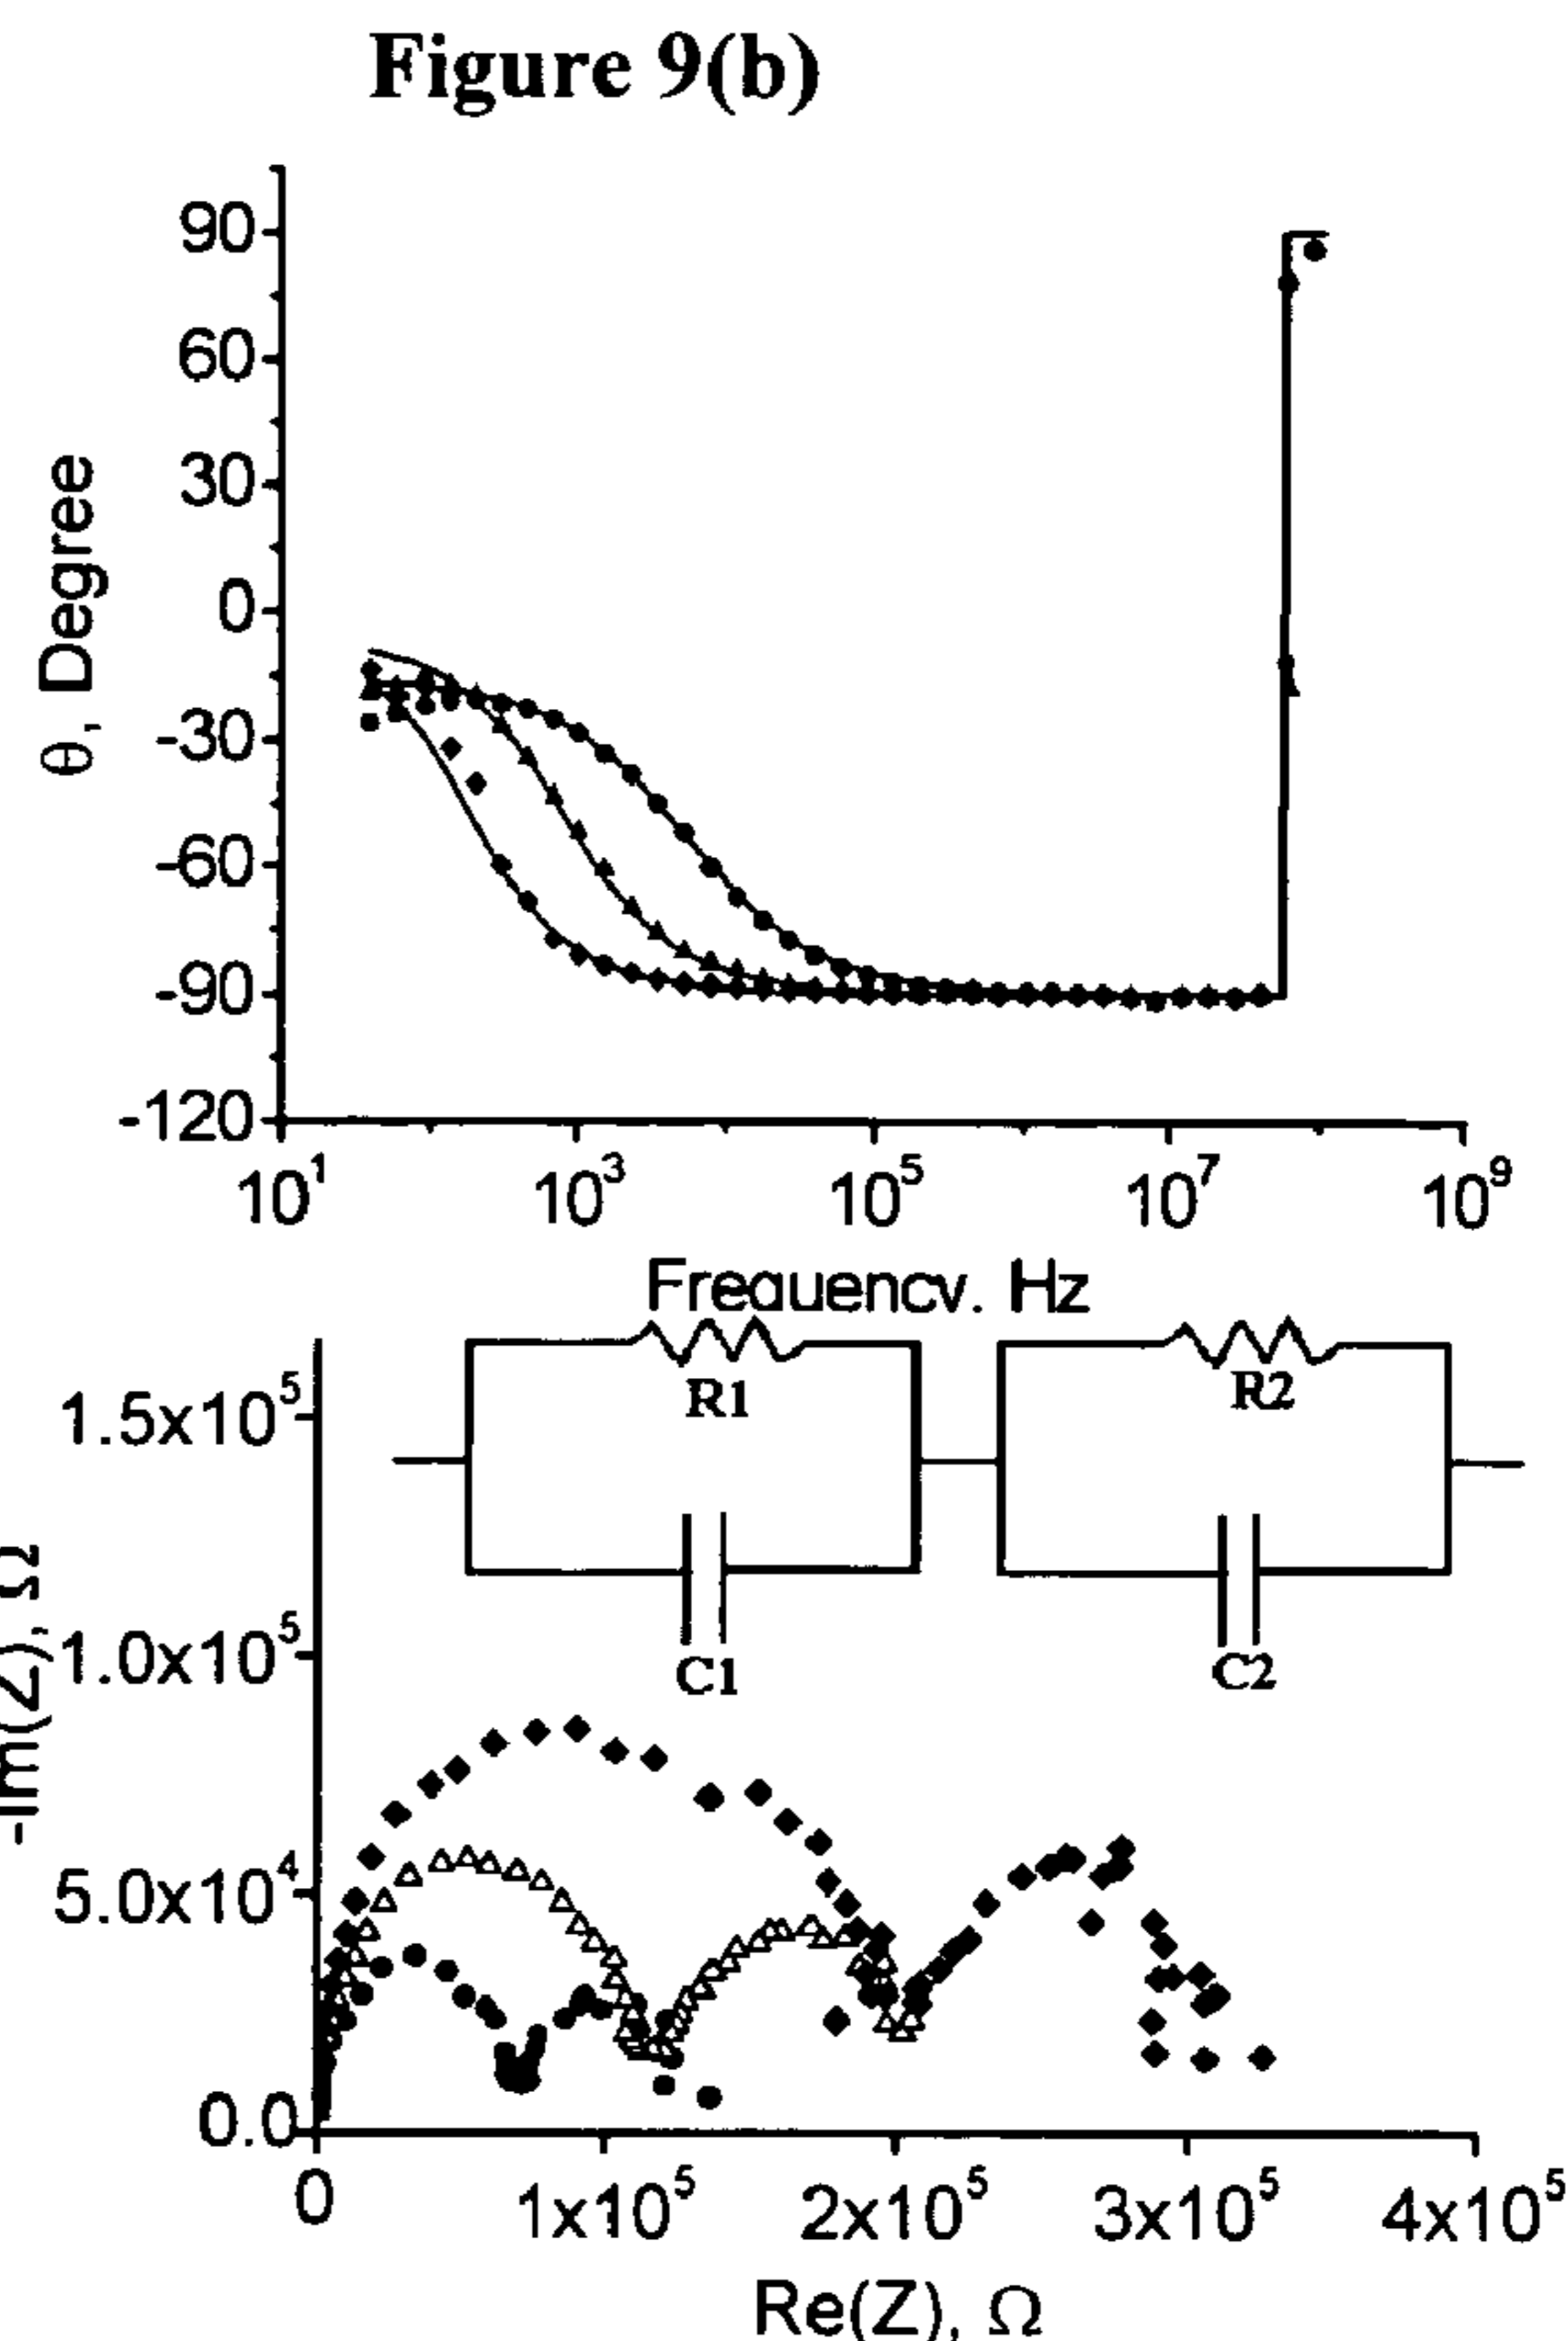 Figure 9(b)
90
60
30
0
-30
-60
-90
-120
θ, Degree
10¹ 10³ 10⁵ 10⁷ 10⁹
Frequency, Hz
R1 R2
C1 C2
1.5x10⁵
1.0x10⁵
5.0x10⁴
0.0
-Im(Z), Ω
0 1x10⁵ 2x10⁵ 3x10⁵ 4x10⁵
Re(Z), Ω